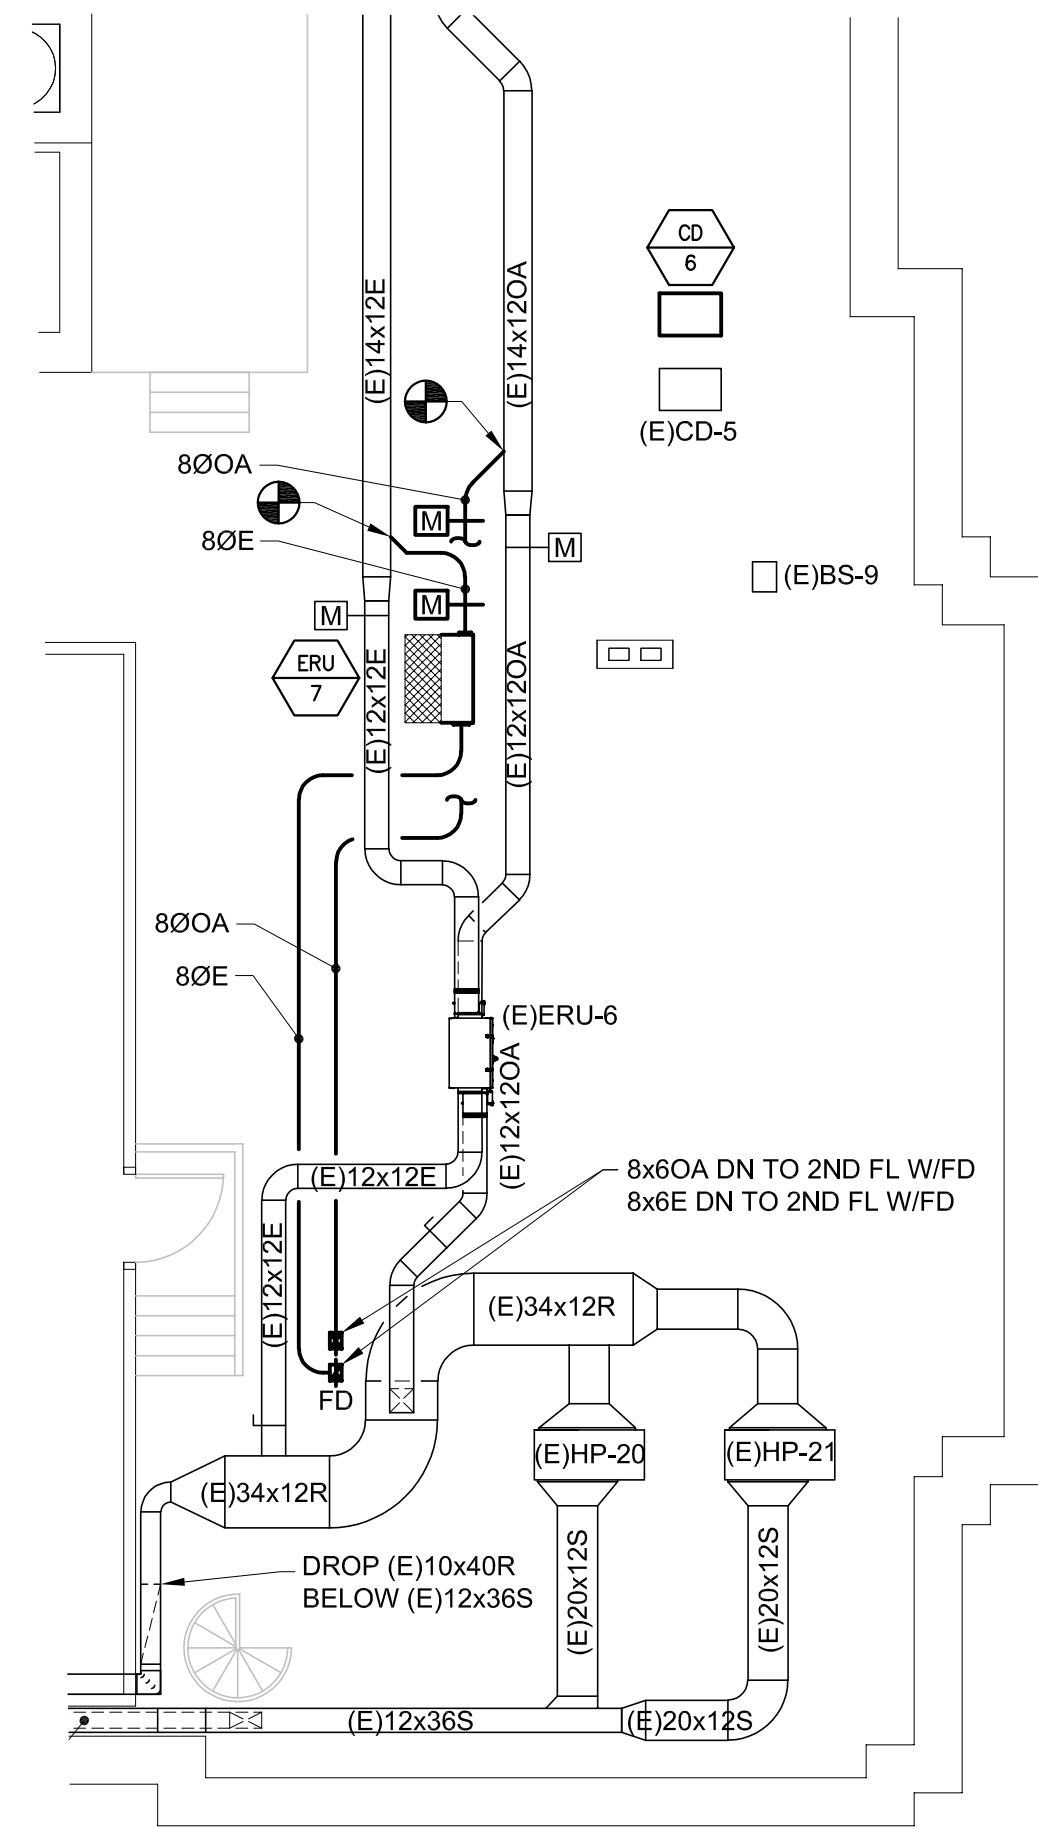 CD
6
(E)14x12E
(E)14x12OA
(E)CD-5
8ØOA
M
8ØE
M
(E)BS-9
M
M
ERU
7
(E)12x12E
(E)12x12OA
8ØOA
8ØE
(E)ERU-6
(E)12x12OA
(E)12x12E
8x6OA DN TO 2ND FL W/FD
8x6E DN TO 2ND FL W/FD
(E)12x12E
(E)34x12R
FD
(E)HP-20
(E)HP-21
(E)34x12R
DROP (E)10x40R
BELOW (E)12x36S
(E)20x12S
(E)20x12S
(E)12x36S
(E)20x12S